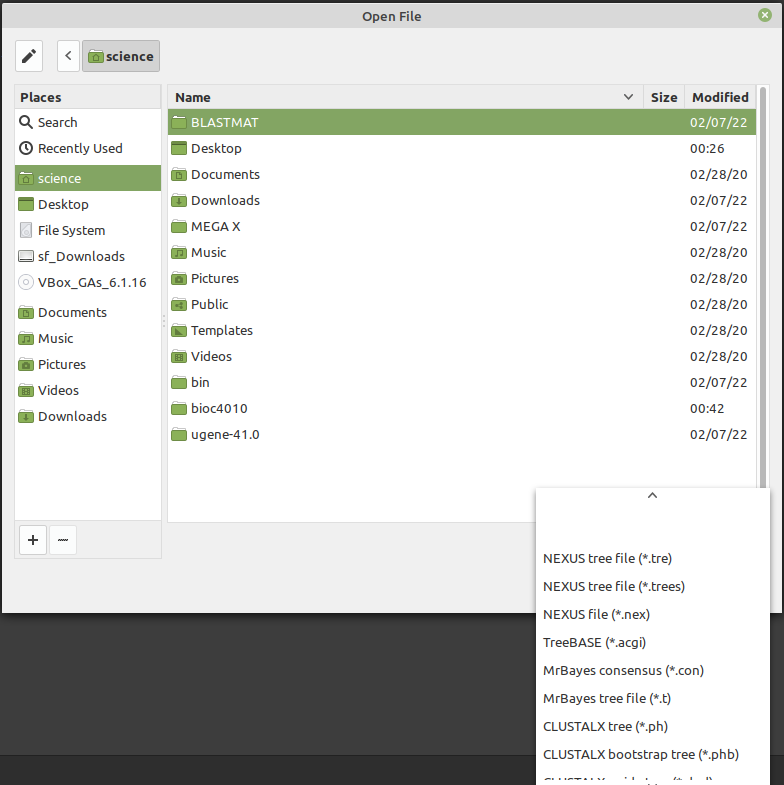 Open File
science
Places
Search
Recently Used
science
Desktop
File System
sf_Downloads
VBox_GAs_6.1.16
Documents
Music
Pictures
Videos
Downloads
Name Size Modified
BLASTMAT 02/07/22
Desktop 00:26
Documents 02/28/20
Downloads 02/07/22
MEGA X 02/07/22
Music 02/28/20
Pictures 02/28/20
Public 02/28/20
Templates 02/28/20
Videos 02/28/20
bin 02/07/22
bioc4010 00:42
ugene-41.0 02/07/22
NEXUS tree file (*.tre)
NEXUS tree file (*.trees)
NEXUS file (*.nex)
TreeBASE (*.acgi)
MrBayes consensus (*.con)
MrBayes tree file (*.t)
CLUSTALX tree (*.ph)
CLUSTALX bootstrap tree (*.phb)